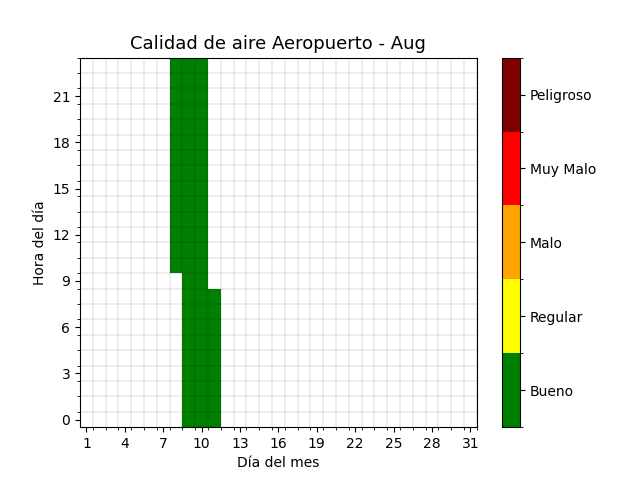 Calidad de aire Aeropuerto - Aug
Hora del día
21
18
15
12
9
6
3
0
1 4 7 10 13 16 19 22 25 28 31
Día del mes
Peligroso
Muy Malo
Malo
Regular
Bueno